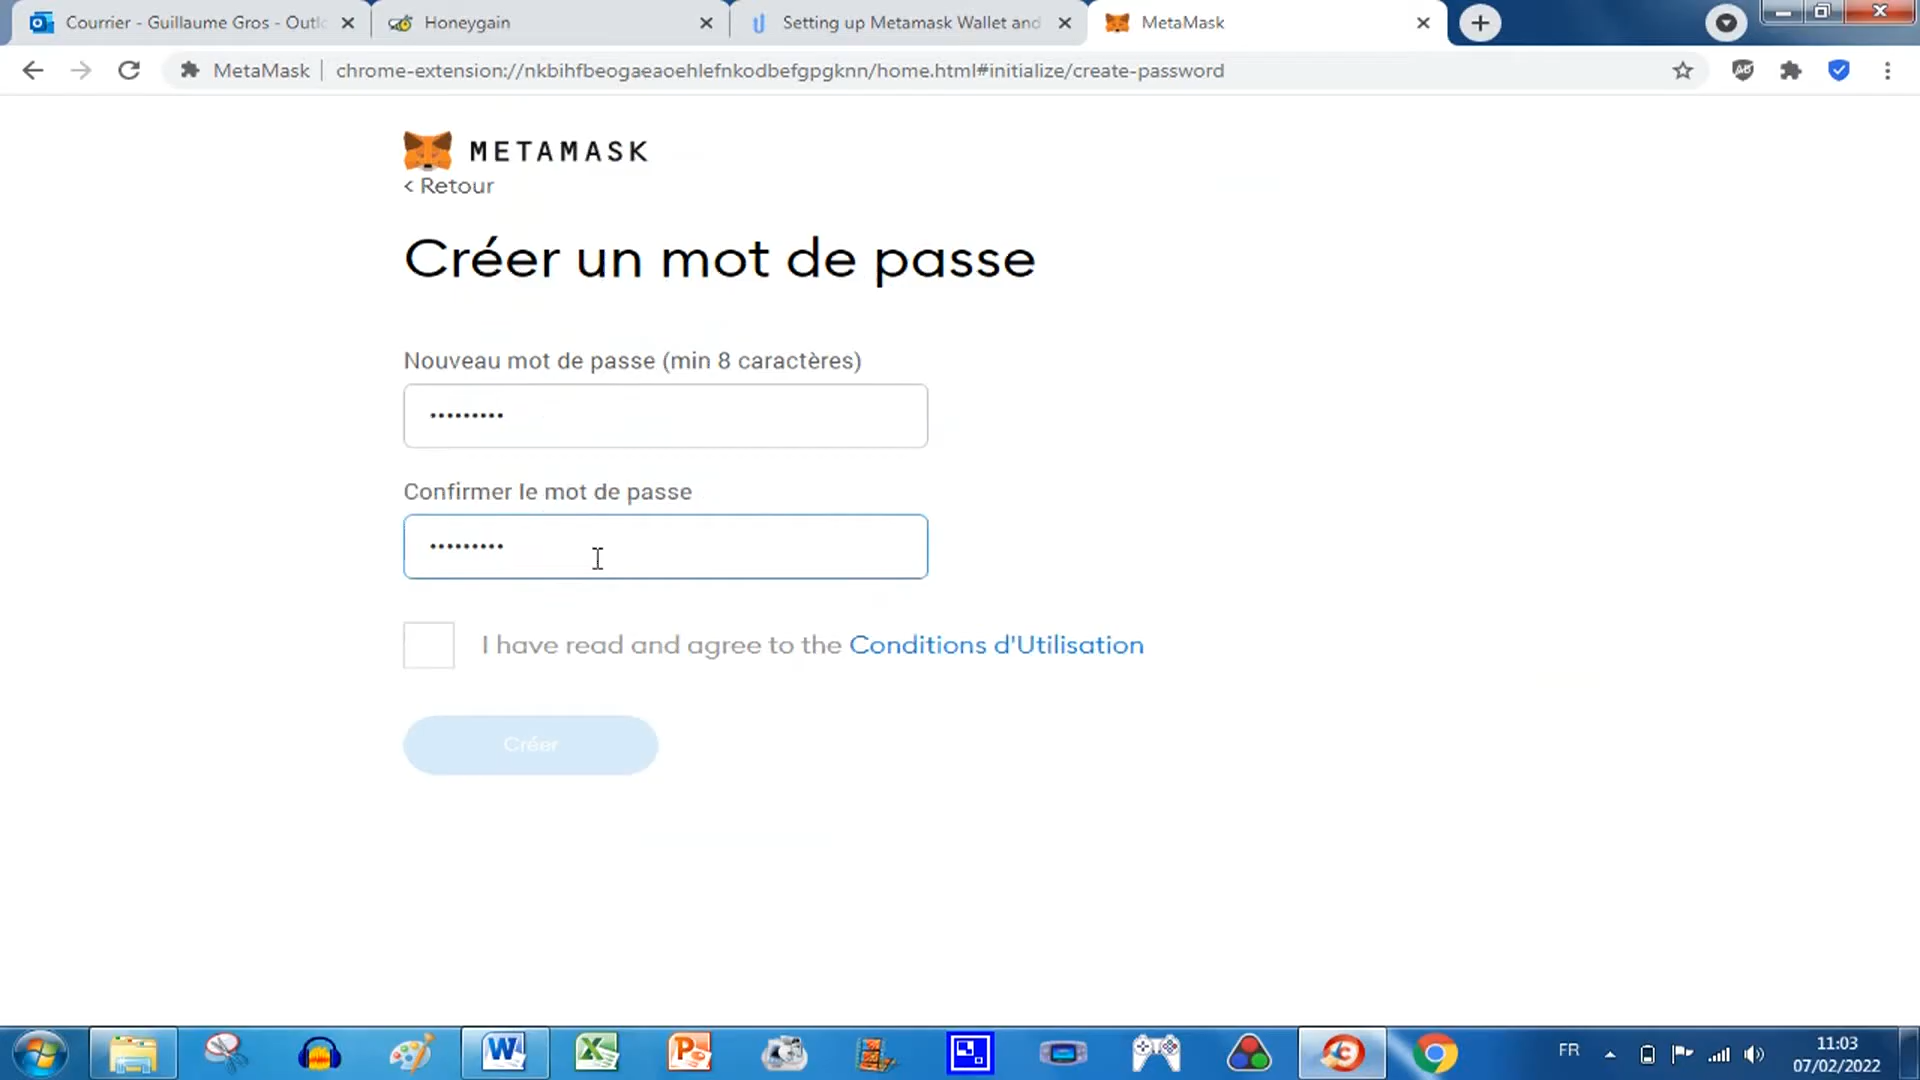 Courrier - Guillaume Gros - Outlo
Honeygain
Setting up Metamask Wallet and
MetaMask
MetaMask | chrome-extension://nkbihfbeogaeaoehlefnkodbefgpgknn/home.html#initialize/create-password
METAMASK
< Retour
Créer un mot de passe
Nouveau mot de passe (min 8 caractères)
•••••••••
Confirmer le mot de passe
•••••••••
I have read and agree to the Conditions d'Utilisation
Créer
FR
11:03
07/02/2022